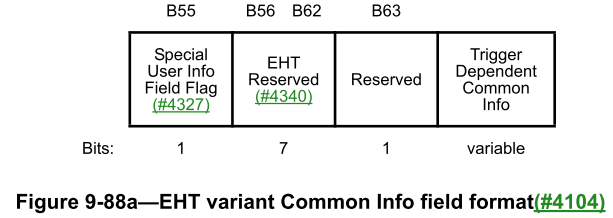 B55 B56 B62 B63
Special
User Info
Field Flag
(#4327)
EHT
Reserved
(#4340)
Reserved
Trigger
Dependent
Common
Info
Bits: 1 7 1 variable
Figure 9-88a—EHT variant Common Info field format(#4104)